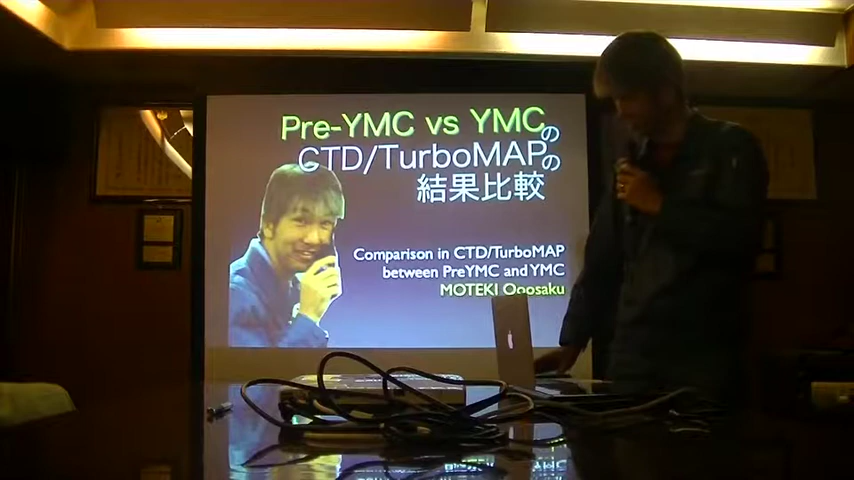 Pre-YMC vs YMCの
CTD/TurboMAPの
結果比較
Comparison in CTD/TurboMAP
between PreYMC and YMC
MOTEKI Ooosaku